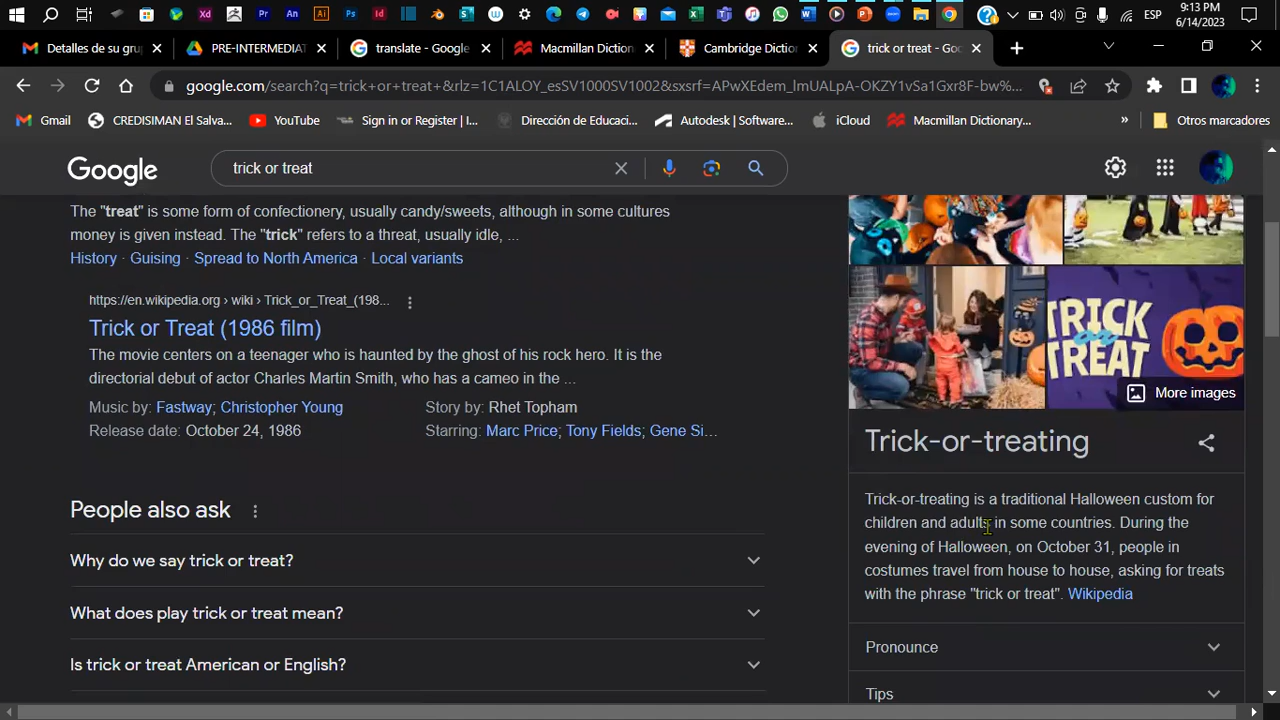 Xd An Pr Ai Ps Id ESP 9:13 PM
6/14/2023
Detalles de su gru
PRE-INTERMEDIAT
translate - Google
Macmillan Diction
Cambridge Dictio
trick or treat - Goo
google.com/search?q=trick+or+treat+&rlz=1C1ALOY_esSV1000SV1002&sxsrf=APwXEdem_lmUALpA-OKZY1vSa1Gxr8F-bw%...
Gmail
CREDISIMAN El Salva...
YouTube
Sign in or Register | I...
Dirección de Educaci...
Autodesk | Software...
iCloud
Macmillan Dictionary...
»
Otros marcadores
Google
trick or treat
The "treat" is some form of confectionery, usually candy/sweets, although in some cultures
money is given instead. The "trick" refers to a threat, usually idle, ...
History · Guising · Spread to North America · Local variants
https://en.wikipedia.org › wiki › Trick_or_Treat_(198...
Trick or Treat (1986 film)
The movie centers on a teenager who is haunted by the ghost of his rock hero. It is the
directorial debut of actor Charles Martin Smith, who has a cameo in the ...
Music by: Fastway; Christopher Young
Story by: Rhet Topham
Release date: October 24, 1986
Starring: Marc Price; Tony Fields; Gene Si...
People also ask
Why do we say trick or treat?
What does play trick or treat mean?
Is trick or treat American or English?
TRICK
or
TREAT
More images
Trick-or-treating
Trick-or-treating is a traditional Halloween custom for
children and adults in some countries. During the
evening of Halloween, on October 31, people in
costumes travel from house to house, asking for treats
with the phrase "trick or treat". Wikipedia
Pronounce
Tips